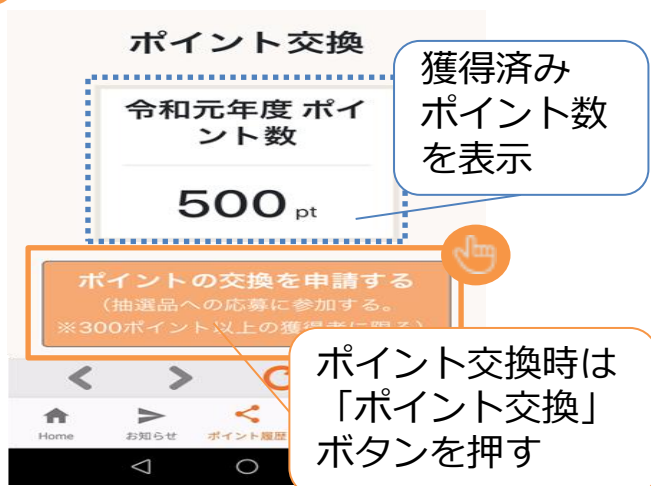 ポイント交換
獲得済み
ポイント数
を表示
令和元年度 ポイ
ント数
500 pt
ポイントの交換を申請する
(抽選品への応募に参加する。
※300ポイント以上の獲得者に限る)
ポイント交換時は
「ポイント交換」
ボタンを押す
Home
お知らせ
ポイント履歴